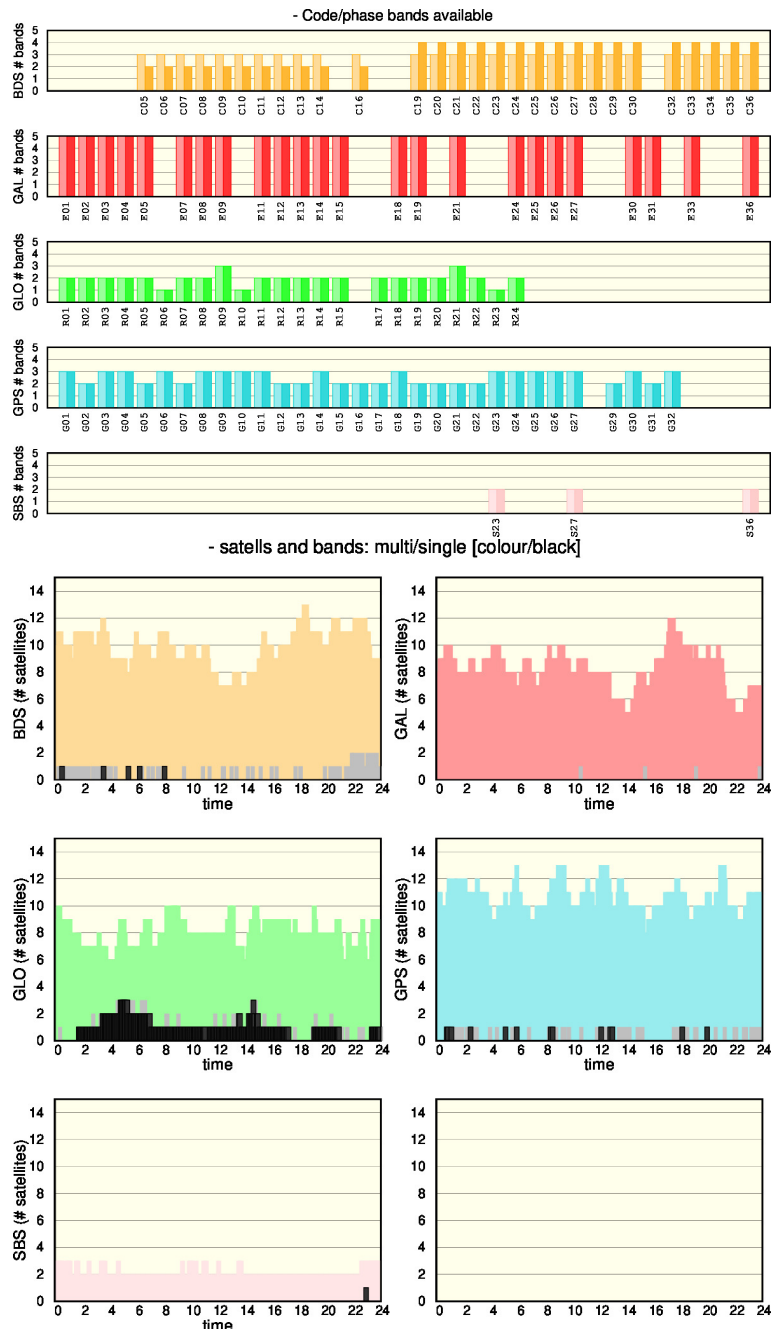 - Code/phase bands available
BDS # bands
5
4
3
2
1
0
C05 C06 C07 C08 C09 C10 C11 C12 C13 C14 C16 C19 C20 C21 C22 C23 C24 C25 C26 C27 C28 C29 C30 C32 C33 C34 C35 C36
GAL # bands
5
4
3
2
1
0
E01 E02 E03 E04 E05 E07 E08 E09 E11 E12 E13 E14 E15 E18 E19 E21 E24 E25 E26 E27 E30 E31 E33 E36
GLO # bands
5
4
3
2
1
0
R01 R02 R03 R04 R05 R06 R07 R08 R09 R10 R11 R12 R13 R14 R15 R17 R18 R19 R20 R21 R22 R23 R24
GPS # bands
5
4
3
2
1
0
G01 G02 G03 G04 G05 G06 G07 G08 G09 G10 G11 G12 G13 G14 G15 G16 G17 G18 G19 G20 G21 G22 G23 G24 G25 G26 G27 G29 G30 G31 G32
SBS # bands
5
4
3
2
1
0
S23 S27 S36
- satells and bands: multi/single [colour/black]
BDS (# satellites)
14
12
10
8
6
4
2
0
0 2 4 6 8 10 12 14 16 18 20 22 24
time
GAL (# satellites)
14
12
10
8
6
4
2
0
0 2 4 6 8 10 12 14 16 18 20 22 24
time
GLO (# satellites)
14
12
10
8
6
4
2
0
0 2 4 6 8 10 12 14 16 18 20 22 24
time
GPS (# satellites)
14
12
10
8
6
4
2
0
0 2 4 6 8 10 12 14 16 18 20 22 24
time
SBS (# satellites)
14
12
10
8
6
4
2
0
0 2 4 6 8 10 12 14 16 18 20 22 24
time
14
12
10
8
6
4
2
0
0 2 4 6 8 10 12 14 16 18 20 22 24